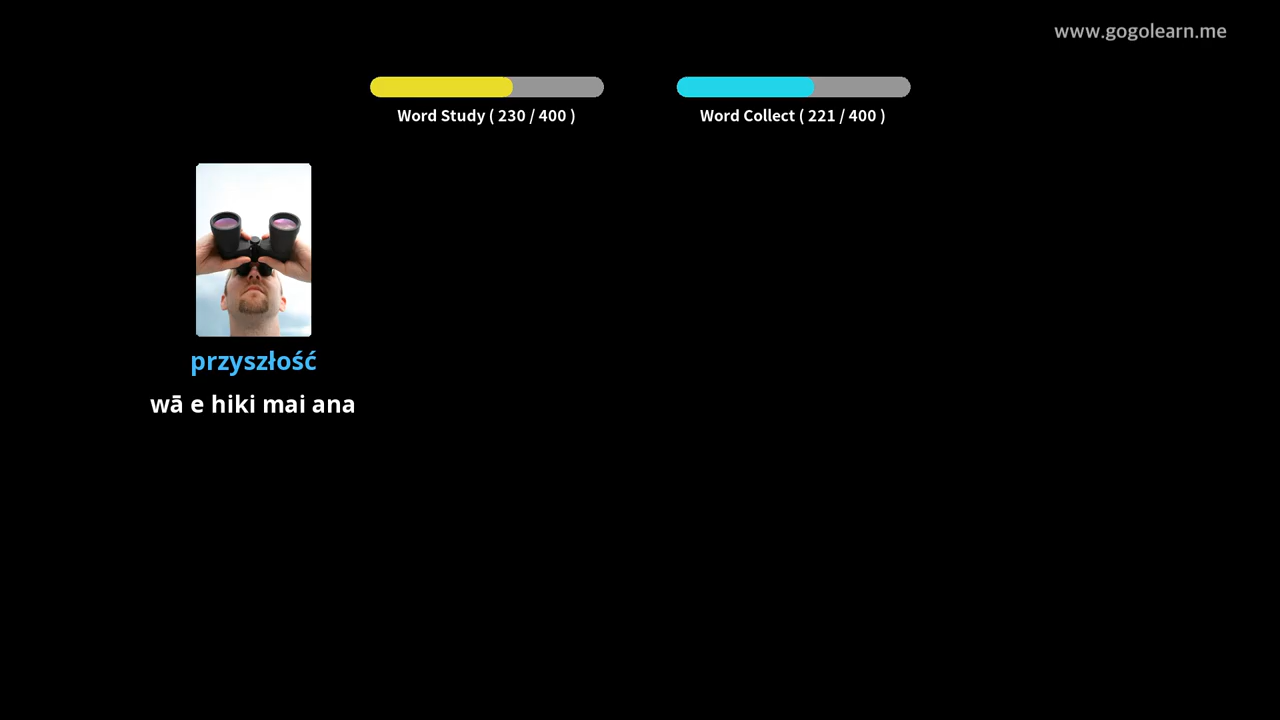 www.gogolearn.me
Word Study ( 230 / 400 )
Word Collect ( 221 / 400 )
przyszłość
wā e hiki mai ana